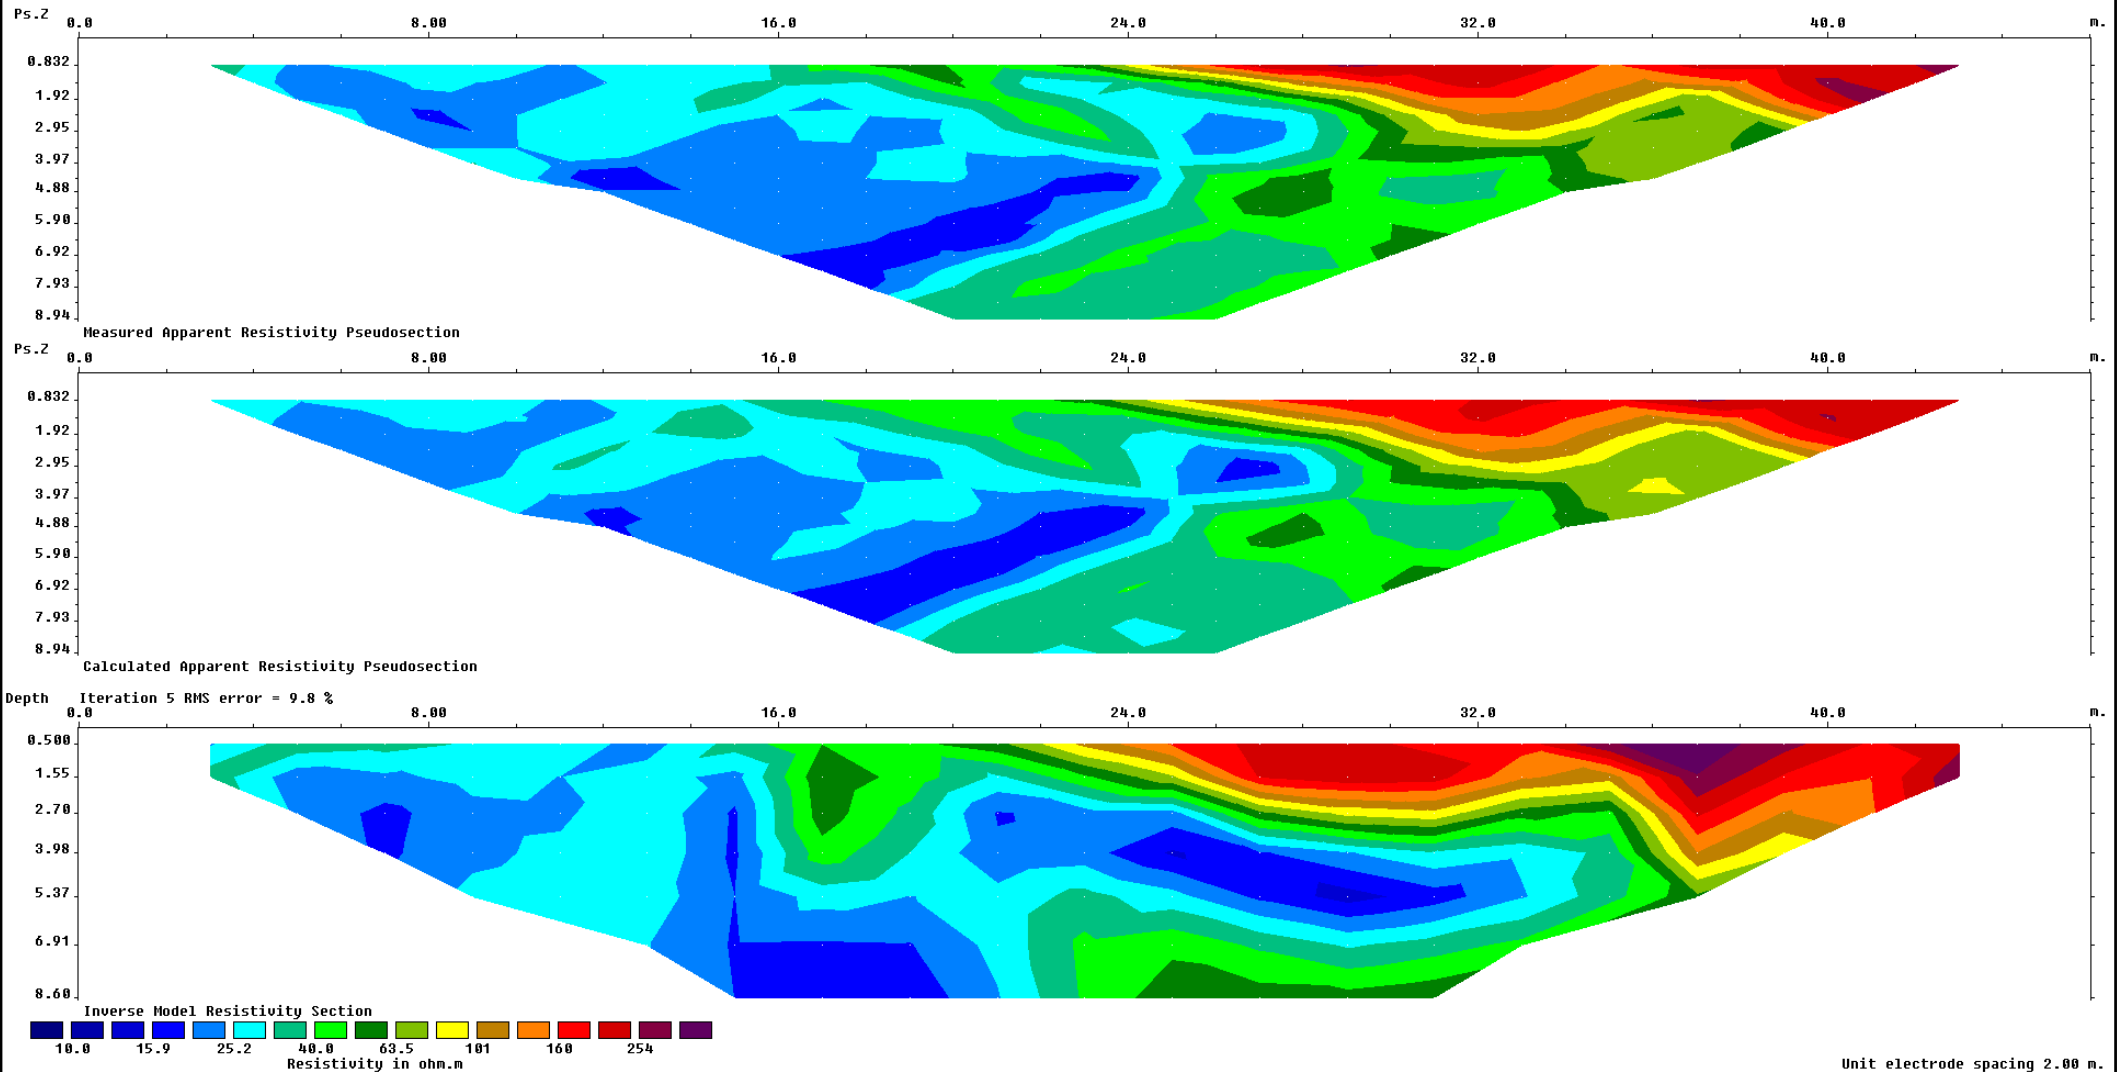 Ps.Z 0.0 8.00 16.0 24.0 32.0 40.0 m.
0.832
1.92
2.95
3.97
4.88
5.90
6.92
7.93
8.94
Measured Apparent Resistivity Pseudosection
Ps.Z 0.0 8.00 16.0 24.0 32.0 40.0 m.
0.832
1.92
2.95
3.97
4.88
5.90
6.92
7.93
8.94
Calculated Apparent Resistivity Pseudosection
Depth Iteration 5 RMS error = 9.8 %
0.0 8.00 16.0 24.0 32.0 40.0 m.
0.500
1.55
2.70
3.98
5.37
6.91
8.60
Inverse Model Resistivity Section
10.0 15.9 25.2 40.0 63.5 101 160 254
Resistivity in ohm.m
Unit electrode spacing 2.00 m.